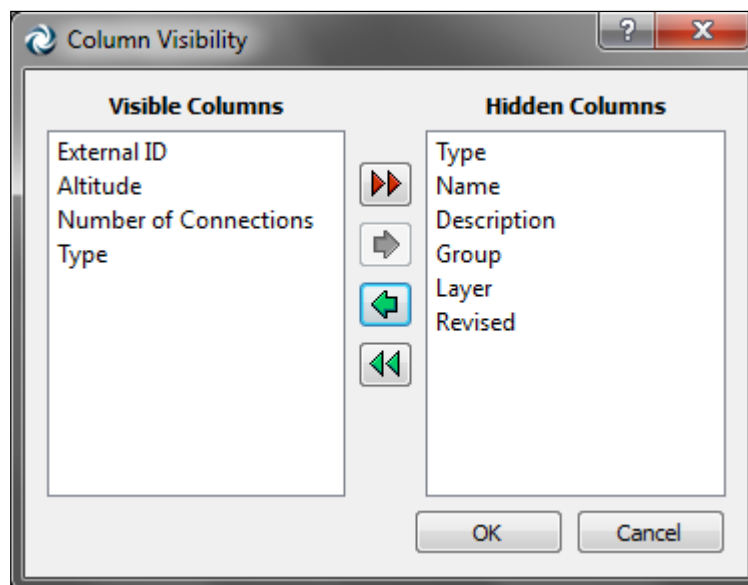 Column Visibility
?
Visible Columns
External ID
Altitude
Number of Connections
Type
Hidden Columns
Type
Name
Description
Group
Layer
Revised
OK
Cancel